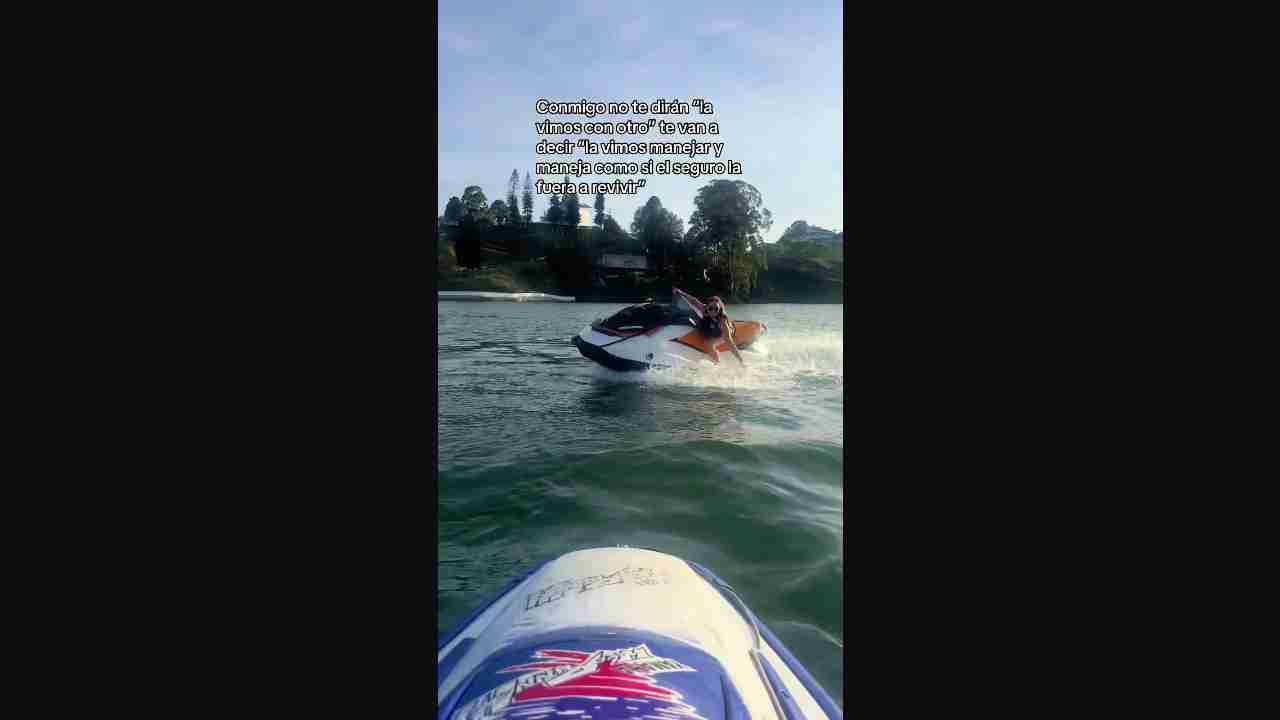 Conmigo no te dirán “la
vimos con otro” te van a
decir “la vimos manejar y
maneja como si el seguro la
fuera a revivir”